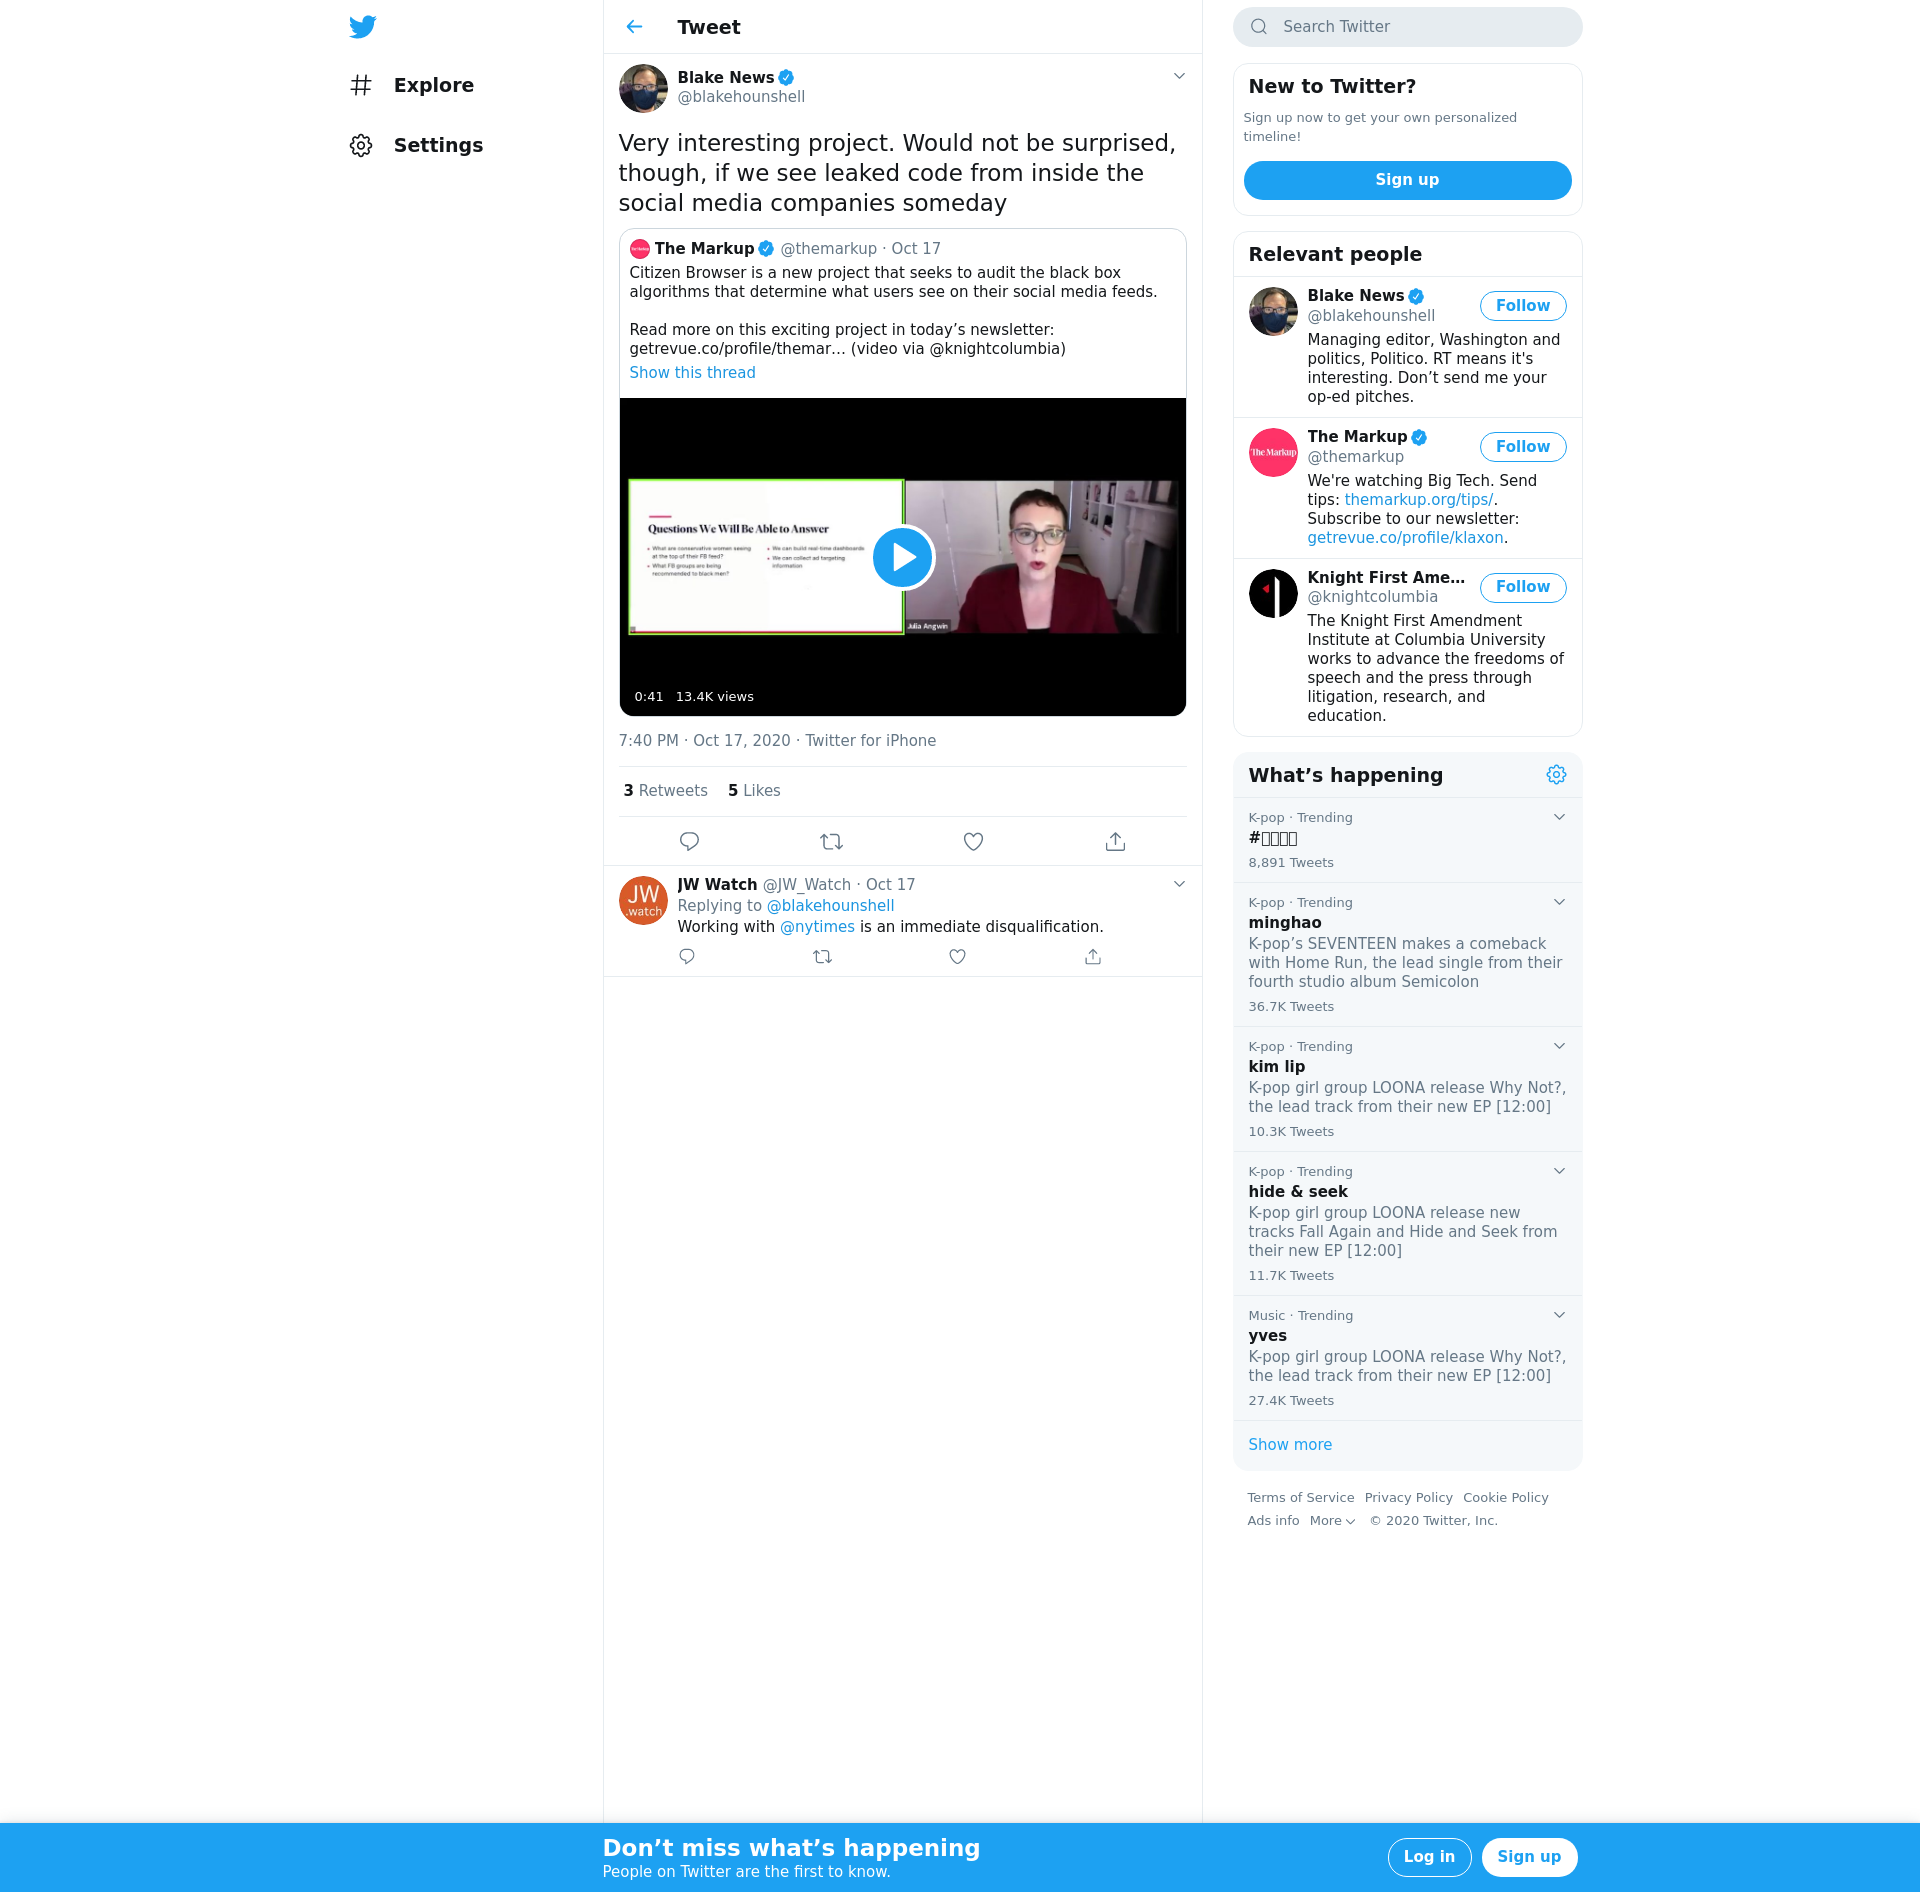 Explore
Settings
Tweet
Blake News
@blakehounshell
Very interesting project. Would not be surprised,
though, if we see leaked code from inside the
social media companies someday
The Markup @themarkup · Oct 17
Citizen Browser is a new project that seeks to audit the black box
algorithms that determine what users see on their social media feeds.
Read more on this exciting project in today’s newsletter:
getrevue.co/profile/themar… (video via @knightcolumbia)
Show this thread
Questions We Will Be Able to Answer
• What are conservative women seeing
at the top of their FB feed?
• What FB groups are being
recommended to black men?
• We can build real-time dashboards
• We can collect ad targeting
information
Julia Angwin
0:41 13.4K views
7:40 PM · Oct 17, 2020 · Twitter for iPhone
3 Retweets 5 Likes
JW
.watch
JW Watch @JW_Watch · Oct 17
Replying to @blakehounshell
Working with @nytimes is an immediate disqualification.
Search Twitter
New to Twitter?
Sign up now to get your own personalized
timeline!
Sign up
Relevant people
Blake News
@blakehounshell
Follow
Managing editor, Washington and
politics, Politico. RT means it's
interesting. Don’t send me your
op-ed pitches.
The Markup
The Markup
@themarkup
Follow
We're watching Big Tech. Send
tips: themarkup.org/tips/.
Subscribe to our newsletter:
getrevue.co/profile/klaxon.
Knight First Ame…
@knightcolumbia
Follow
The Knight First Amendment
Institute at Columbia University
works to advance the freedoms of
speech and the press through
litigation, research, and
education.
What’s happening
K-pop · Trending
#
8,891 Tweets
K-pop · Trending
minghao
K-pop’s SEVENTEEN makes a comeback
with Home Run, the lead single from their
fourth studio album Semicolon
36.7K Tweets
K-pop · Trending
kim lip
K-pop girl group LOONA release Why Not?,
the lead track from their new EP [12:00]
10.3K Tweets
K-pop · Trending
hide & seek
K-pop girl group LOONA release new
tracks Fall Again and Hide and Seek from
their new EP [12:00]
11.7K Tweets
Music · Trending
yves
K-pop girl group LOONA release Why Not?,
the lead track from their new EP [12:00]
27.4K Tweets
Show more
Terms of Service Privacy Policy Cookie Policy
Ads info More © 2020 Twitter, Inc.
Don’t miss what’s happening
People on Twitter are the first to know.
Log in
Sign up